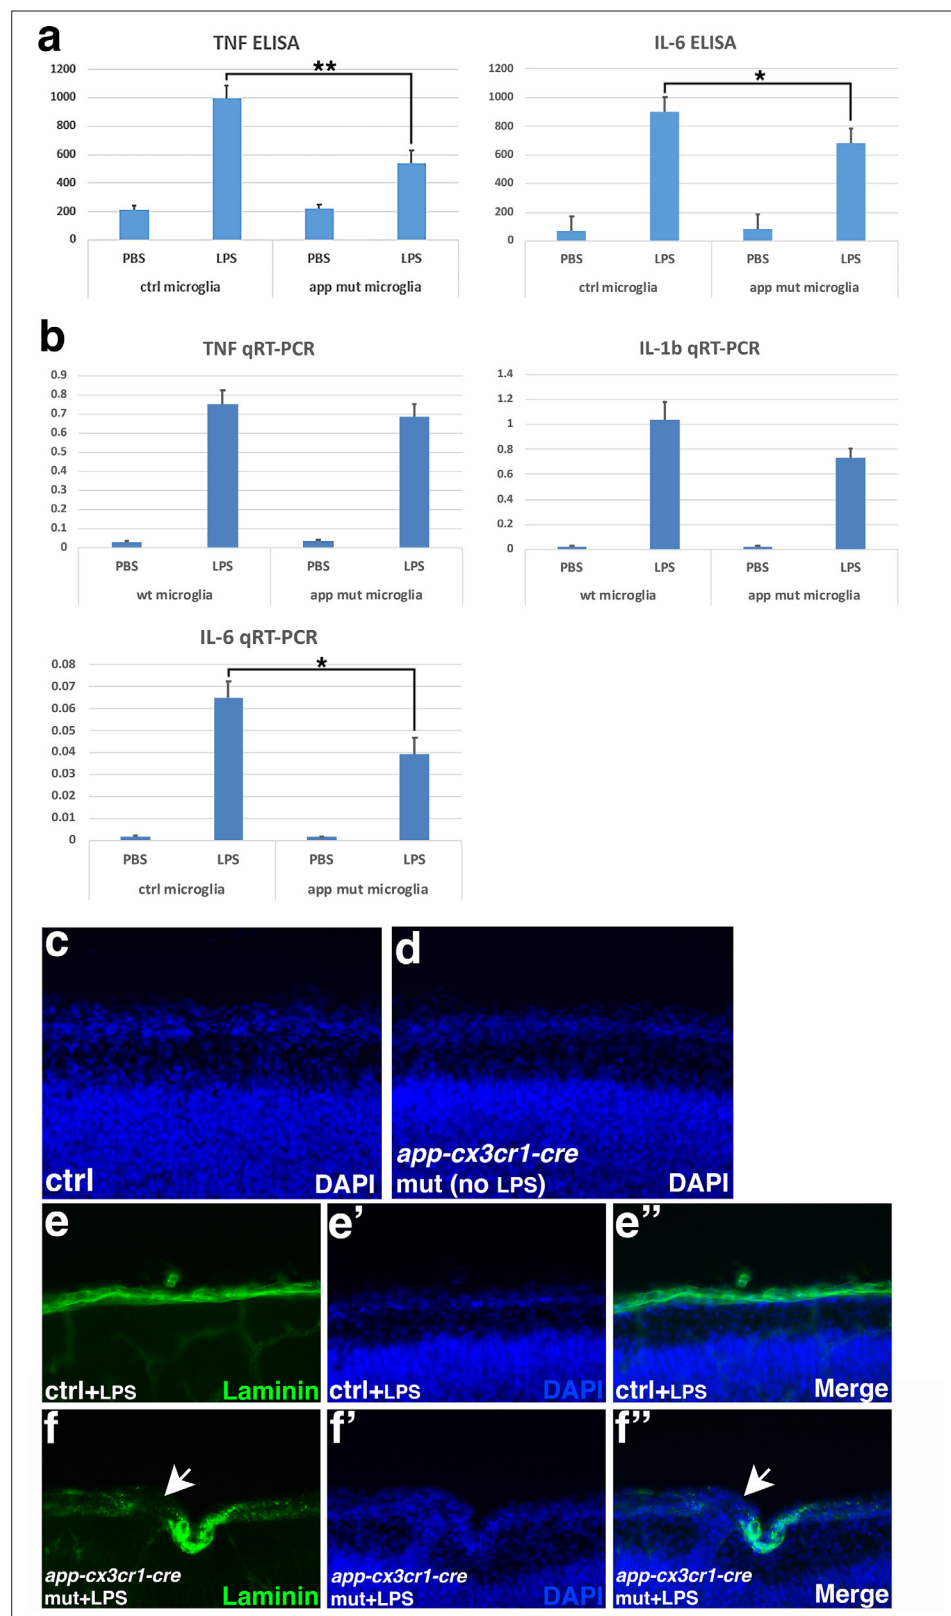 a
TNF ELISA
1200
1000
800
600
400
200
0
**
PBS LPS PBS LPS
ctrl microglia app mut microglia
IL-6 ELISA
1200
1000
800
600
400
200
0
*
PBS LPS PBS LPS
ctrl microglia app mut microglia
b
TNF qRT-PCR
0.9
0.8
0.7
0.6
0.5
0.4
0.3
0.2
0.1
0
PBS LPS PBS LPS
wt microglia app mut microglia
IL-1b qRT-PCR
1.4
1.2
1
0.8
0.6
0.4
0.2
0
PBS LPS PBS LPS
wt microglia app mut microglia
IL-6 qRT-PCR
0.08
0.07
0.06
0.05
0.04
0.03
0.02
0.01
0
*
PBS LPS PBS LPS
ctrl microglia app mut microglia
c
ctrl DAPI
d
app-cx3cr1-cre
mut (no LPS) DAPI
e
ctrl+LPS Laminin
e’
ctrl+LPS DAPI
e”
ctrl+LPS Merge
f
app-cx3cr1-cre
mut+LPS Laminin
f’
app-cx3cr1-cre
mut+LPS DAPI
f”
app-cx3cr1-cre
mut+LPS Merge